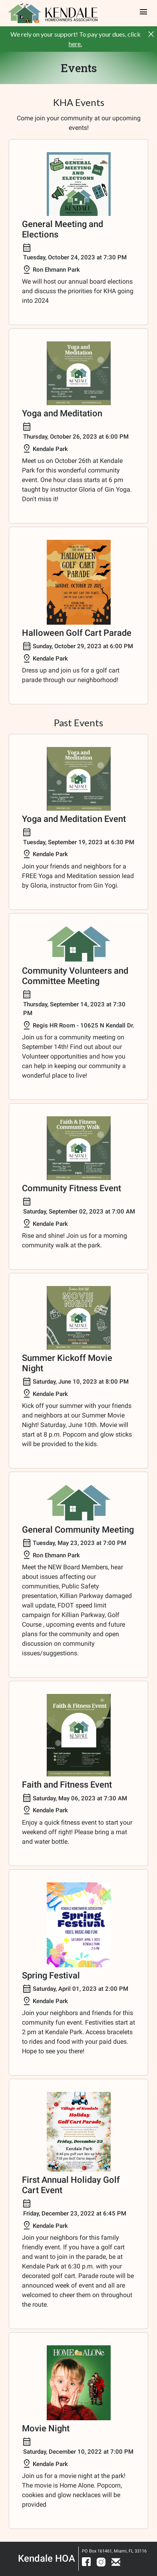 KENDALE
HOMEOWNERS ASSOCIATION
We rely on your support! To pay your dues, click
here.
Events
KHA Events
Come join your community at our upcoming
events!
GENERAL
MEETING
AND
ELECTIONS
General Meeting and
Elections
Tuesday, October 24, 2023 at 7:30 PM
Ron Ehmann Park
We will host our annual board elections
and discuss the priorities for KHA going
into 2024
Yoga and
Meditation
Yoga and Meditation
Thursday, October 26, 2023 at 6:00 PM
Kendale Park
Meet us on October 26th at Kendale
Park for this wonderful community
event. One hour class starts at 6 pm
taught by instructor Gloria of Gin Yoga.
Don't miss it!
HALLOWEEN
GOLF CART
PARADE
Halloween Golf Cart Parade
Sunday, October 29, 2023 at 6:00 PM
Kendale Park
Dress up and join us for a golf cart
parade through our neighborhood!
Past Events
Yoga and
Meditation
Yoga and Meditation Event
Tuesday, September 19, 2023 at 6:30 PM
Kendale Park
Join your friends and neighbors for a
FREE Yoga and Meditation session lead
by Gloria, instructor from Gin Yogi.
Community Volunteers and
Committee Meeting
Thursday, September 14, 2023 at 7:30
PM
Regis HR Room - 10625 N Kendall Dr.
Join us for a community meeting on
September 14th! Find out about our
Volunteer opportunities and how you
can help in keeping our community a
wonderful place to live!
Faith & Fitness
Community Walk
Community Fitness Event
Saturday, September 02, 2023 at 7:00 AM
Kendale Park
Rise and shine! Join us for a morning
community walk at the park.
MOVIE
NIGHT
Summer Kickoff Movie
Night
Saturday, June 10, 2023 at 8:00 PM
Kendale Park
Kick off your summer with your friends
and neighbors at our Summer Movie
Night! Saturday, June 10th. Movie will
start at 8 p.m. Popcorn and glow sticks
will be provided to the kids.
General Community Meeting
Tuesday, May 23, 2023 at 7:00 PM
Ron Ehmann Park
Meet the NEW Board Members, hear
about issues affecting our
communities, Public Safety
presentation, Killian Parkway damaged
wall update, FDOT speed limit
campaign for Killian Parkway, Golf
Course , upcoming events and future
plans for the community and open
discussion on community
issues/suggestions.
Faith & Fitness Event
Faith and Fitness Event
Saturday, May 06, 2023 at 7:30 AM
Kendale Park
Enjoy a quick fitness event to start your
weekend off right! Please bring a mat
and water bottle.
Spring
Festival
Spring Festival
Saturday, April 01, 2023 at 2:00 PM
Kendale Park
Join your neighbors and friends for this
community fun event. Festivities start at
2 pm at Kendale Park. Access bracelets
to rides and food with your paid dues.
Hope to see you there!
Village of Kendale
Holiday
Golf Cart Parade
Friday, December 23
Kendale Park
First Annual Holiday Golf
Cart Event
Friday, December 23, 2022 at 6:45 PM
Kendale Park
Join your neighbors for this family
friendly event. If you have a golf cart
and want to join in the parade, be at
Kendale Park at 6:30 p.m. with your
decorated golf cart. Parade route will be
announced week of event and all are
welcomed to cheer them on throughout
the route.
HOME ALONE
Movie Night
Saturday, December 10, 2022 at 7:00 PM
Kendale Park
Join us for a movie night at the park!
The movie is Home Alone. Popcorn,
cookies and glow necklaces will be
provided
Kendale HOA
PO Box 161461, Miami, FL 33116